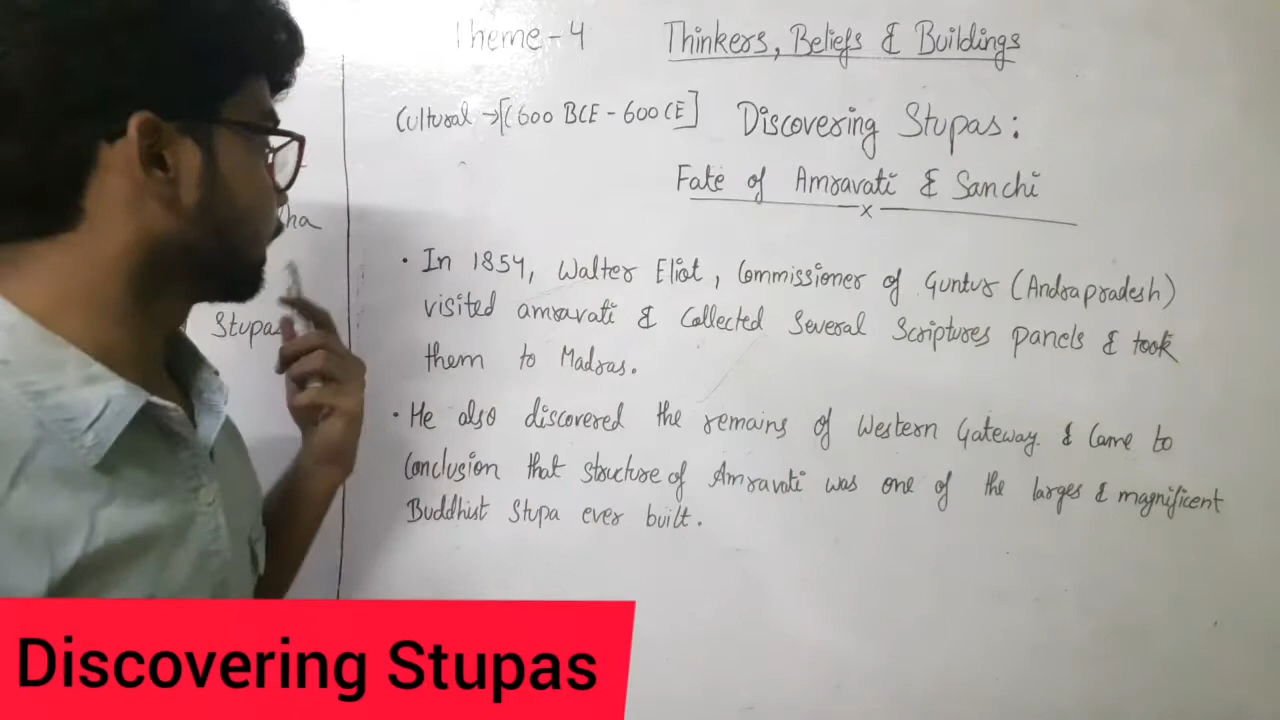 Theme - 4 Thinkers, Beliefs & Buildings
Cultural → [C 600 BCE - 600 CE] Discovering Stupas :
Fate of Amravati & Sanchi
x
• In 1854, Walter Eliot, Commissioner of Guntur (Andrapradesh)
visited amravati & Collected Several Scriptures panels & took
them to Madras.
• He also discovered the remains of Western Gateway & Came to
Conclusion that structure of Amravati was one of the larges & magnificent
Buddhist Stupa ever built.
Stupas
Discovering Stupas